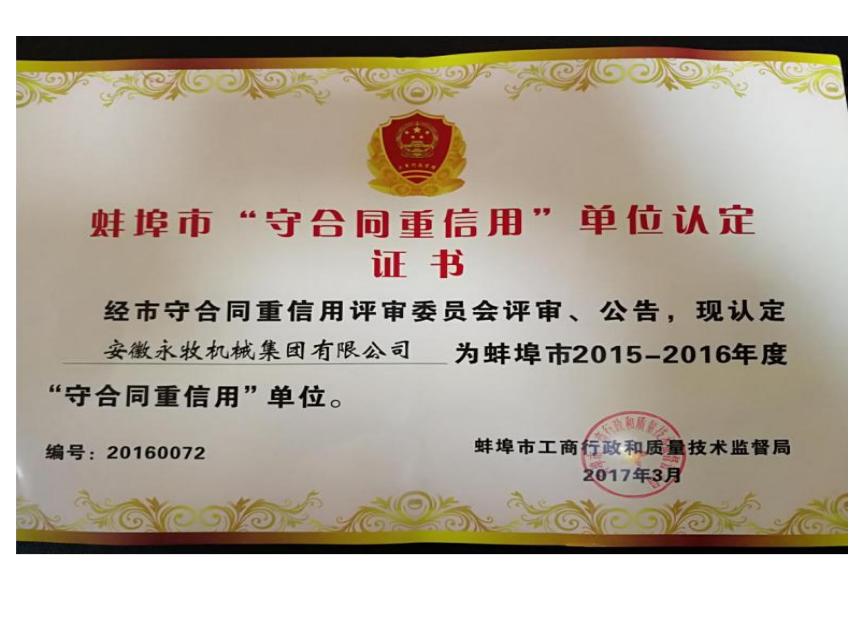 蚌埠市“守合同重信用”单位认定
证书
经市守合同重信用评审委员会评审、公告，现认定
安徽永牧机械集团有限公司 为蚌埠市2015-2016年度
“守合同重信用”单位。
编号：20160072
蚌埠市工商行政和质量技术监督局
2017年3月